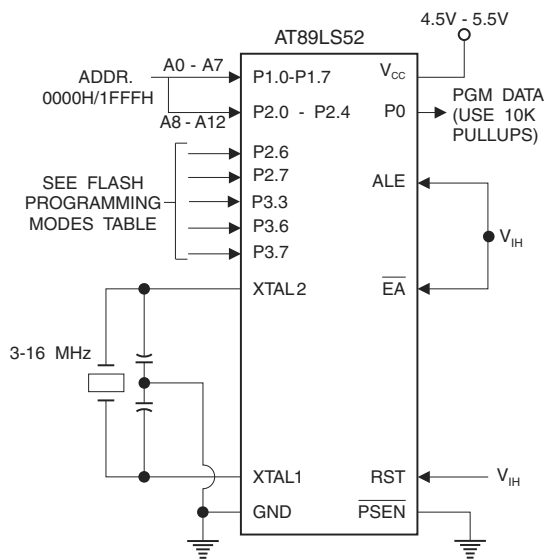 AT89LS52
4.5V - 5.5V
ADDR.
0000H/1FFFH
A0 - A7
A8 - A12
P1.0-P1.7
P2.0 - P2.4
P2.6
P2.7
P3.3
P3.6
P3.7
SEE FLASH
PROGRAMMING
MODES TABLE
XTAL2
3-16 MHz
XTAL1
GND
VCC
P0
PGM DATA
(USE 10K
PULLUPS)
ALE
VIH
EA
RST
VIH
PSEN